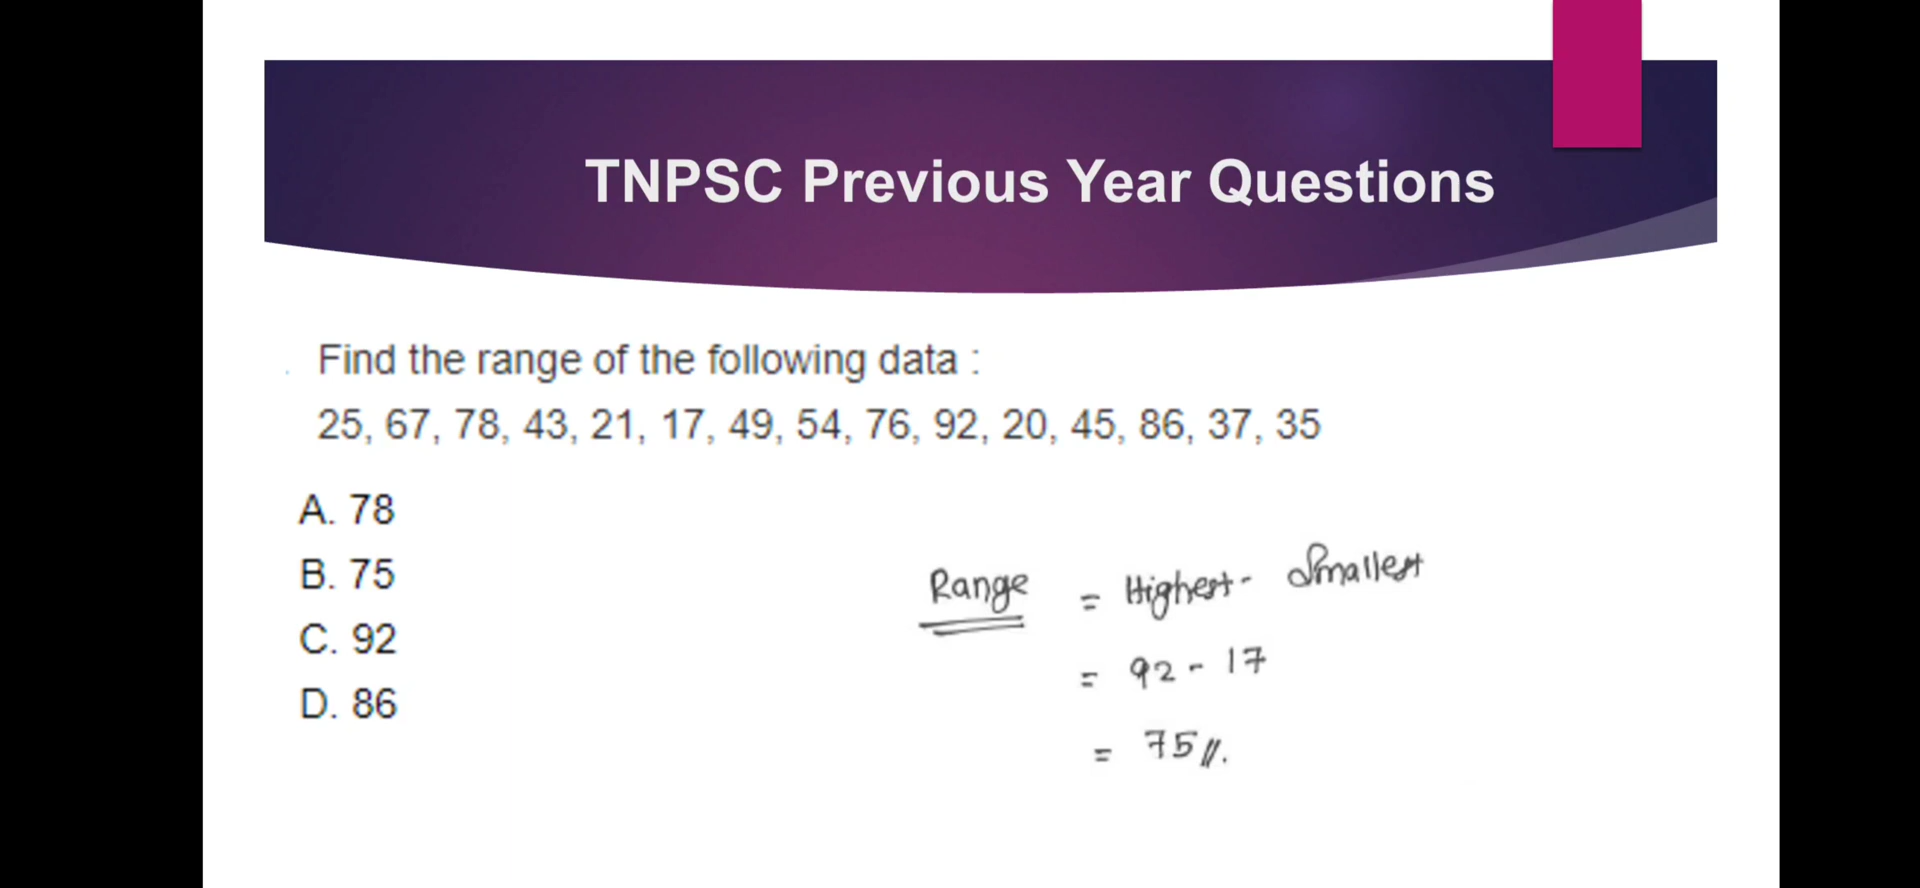 TNPSC Previous Year Questions
Find the range of the following data :
25, 67, 78, 43, 21, 17, 49, 54, 76, 92, 20, 45, 86, 37, 35
A. 78
B. 75
C. 92
D. 86
Range = Highest - Smallest
= 92 - 17
= 75 //.